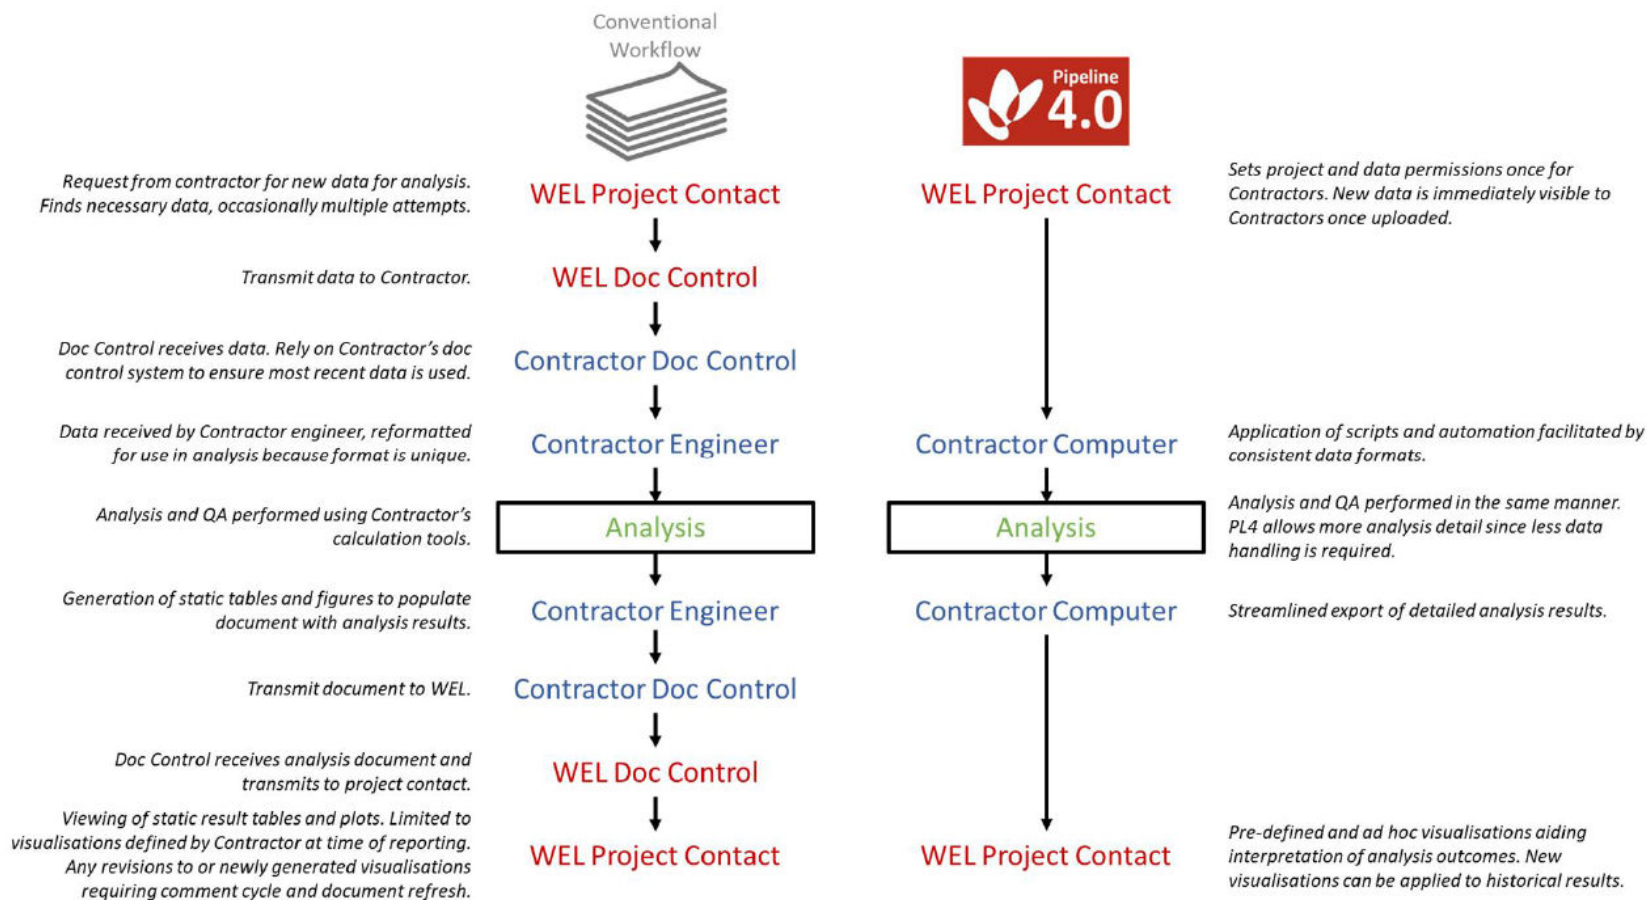 Conventional
Workflow
Pipeline
4.0
Request from contractor for new data for analysis.
Finds necessary data, occasionally multiple attempts.
WEL Project Contact
WEL Project Contact
Sets project and data permissions once for
Contractors. New data is immediately visible to
Contractors once uploaded.
Transmit data to Contractor.
WEL Doc Control
Doc Control receives data. Rely on Contractor's doc
control system to ensure most recent data is used.
Contractor Doc Control
Data received by Contractor engineer, reformatted
for use in analysis because format is unique.
Contractor Engineer
Contractor Computer
Application of scripts and automation facilitated by
consistent data formats.
Analysis and QA performed using Contractor's
calculation tools.
Analysis
Analysis
Analysis and QA performed in the same manner.
PL4 allows more analysis detail since less data
handling is required.
Generation of static tables and figures to populate
document with analysis results.
Contractor Engineer
Contractor Computer
Streamlined export of detailed analysis results.
Transmit document to WEL.
Contractor Doc Control
Doc Control receives analysis document and
transmits to project contact.
WEL Doc Control
Viewing of static result tables and plots. Limited to
visualisations defined by Contractor at time of reporting.
Any revisions to or newly generated visualisations
requiring comment cycle and document refresh.
WEL Project Contact
WEL Project Contact
Pre-defined and ad hoc visualisations aiding
interpretation of analysis outcomes. New
visualisations can be applied to historical results.